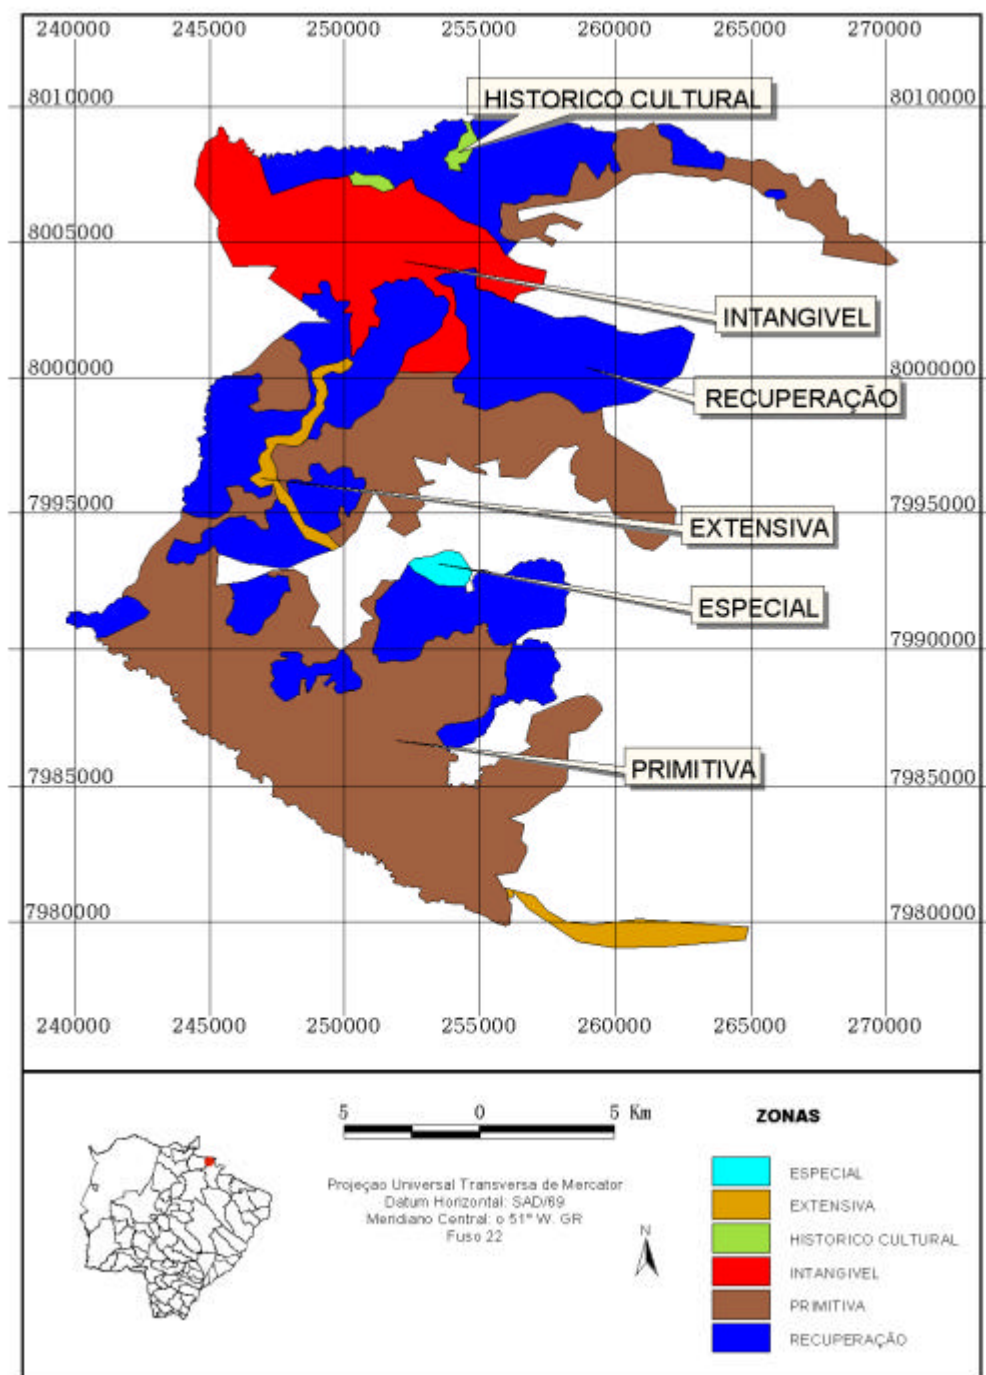 240000 245000 250000 255000 260000 265000 270000
8010000 8010000
HISTORICO CULTURAL
8005000 8005000
INTANGIVEL
8000000 8000000
RECUPERAÇÃO
7995000 7995000
EXTENSIVA
ESPECIAL
7990000 7990000
PRIMITIVA
7985000 7985000
7980000 7980000
240000 245000 250000 255000 260000 265000 270000
5 0 5 Km
Projeçao Universal Transversa de Mercator
Datum Horizontal: SAD/69
Meridiano Central: o 51° W. GR
Fuso 22
N
ZONAS
ESPECIAL
EXTENSIVA
HISTORICO CULTURAL
INTANGIVEL
PRIMITIVA
RECUPERAÇÃO